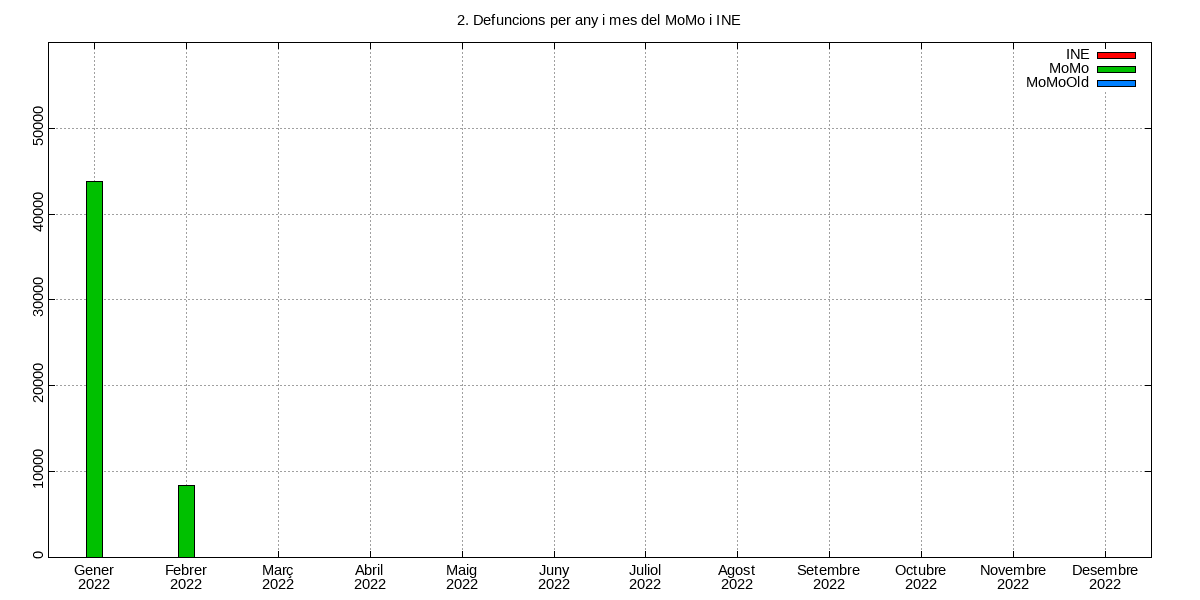 2. Defuncions per any i mes del MoMo i INE
INE
MoMo
MoMoOld
50000
40000
30000
20000
10000
0
Gener
2022
Febrer
2022
Març
2022
Abril
2022
Maig
2022
Juny
2022
Juliol
2022
Agost
2022
Setembre
2022
Octubre
2022
Novembre
2022
Desembre
2022